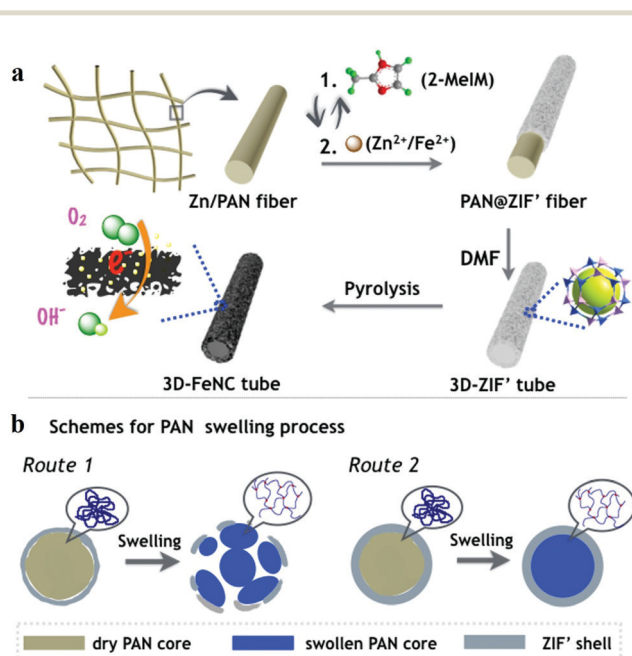 a
1. (2-MeIM)
2. (Zn²⁺/Fe²⁺)
Zn/PAN fiber
PAN@ZIF' fiber
O₂
e⁻
OH⁻
DMF
Pyrolysis
3D-FeNC tube
3D-ZIF' tube
b Schemes for PAN swelling process
Route 1
Route 2
Swelling
Swelling
dry PAN core swollen PAN core ZIF' shell